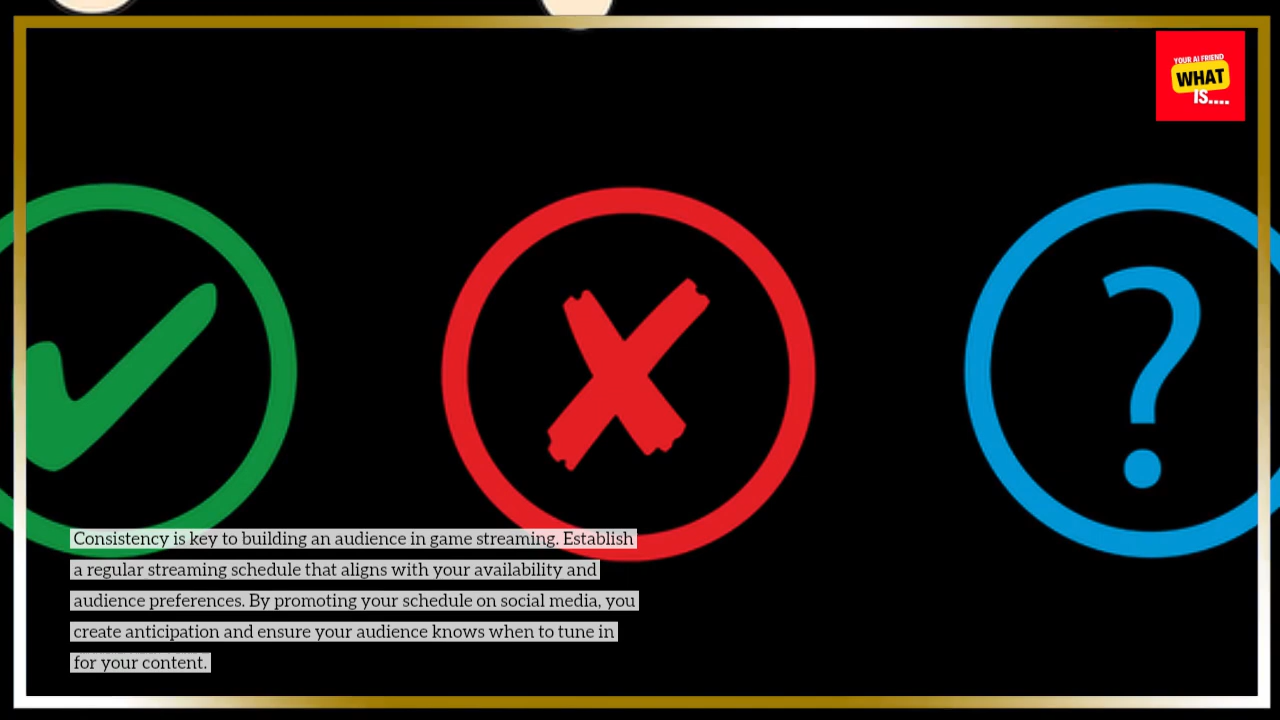 YOUR AI FRIEND
WHAT
IS....
Consistency is key to building an audience in game streaming. Establish
a regular streaming schedule that aligns with your availability and
audience preferences. By promoting your schedule on social media, you
create anticipation and ensure your audience knows when to tune in
for your content.